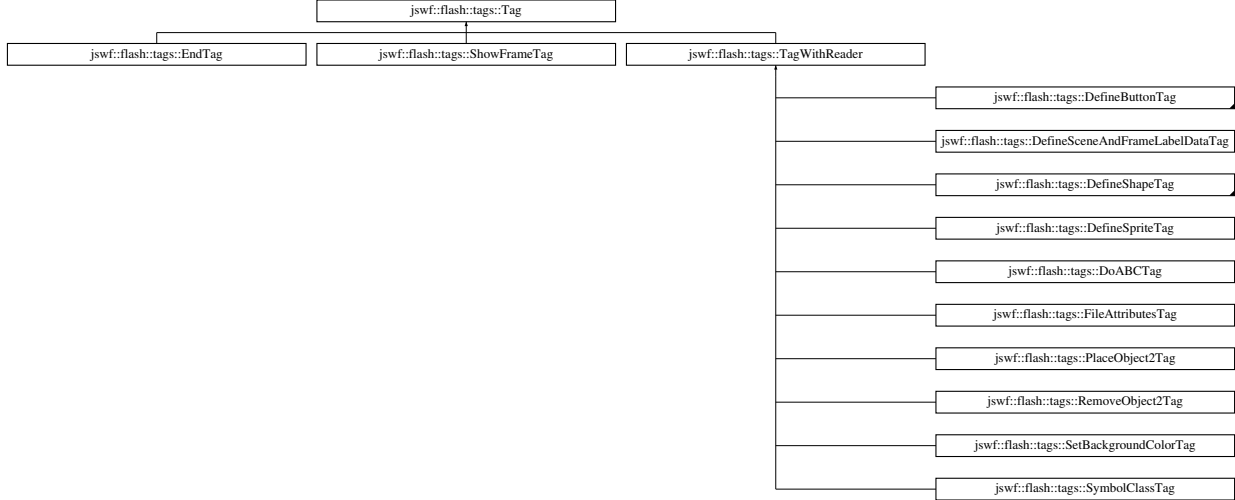 jswf::flash::tags::Tag
jswf::flash::tags::EndTag
jswf::flash::tags::ShowFrameTag
jswf::flash::tags::TagWithReader
jswf::flash::tags::DefineButtonTag
jswf::flash::tags::DefineSceneAndFrameLabelDataTag
jswf::flash::tags::DefineShapeTag
jswf::flash::tags::DefineSpriteTag
jswf::flash::tags::DoABCTag
jswf::flash::tags::FileAttributesTag
jswf::flash::tags::PlaceObject2Tag
jswf::flash::tags::RemoveObject2Tag
jswf::flash::tags::SetBackgroundColorTag
jswf::flash::tags::SymbolClassTag